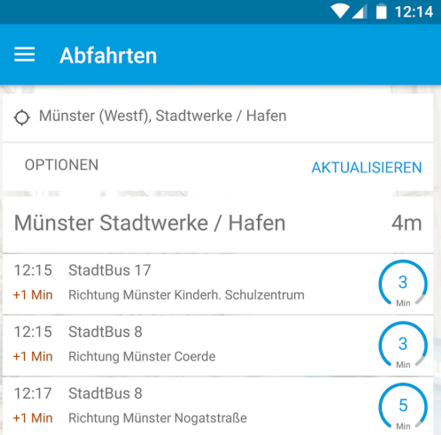 12:14
Abfahrten
Münster (Westf), Stadtwerke / Hafen
OPTIONEN AKTUALISIEREN
Münster Stadtwerke / Hafen 4m
12:15 StadtBus 17 3
+1 Min Richtung Münster Kinderh. Schulzentrum Min
12:15 StadtBus 8 3
+1 Min Richtung Münster Coerde Min
12:17 StadtBus 8 5
+1 Min Richtung Münster Nogatstraße Min